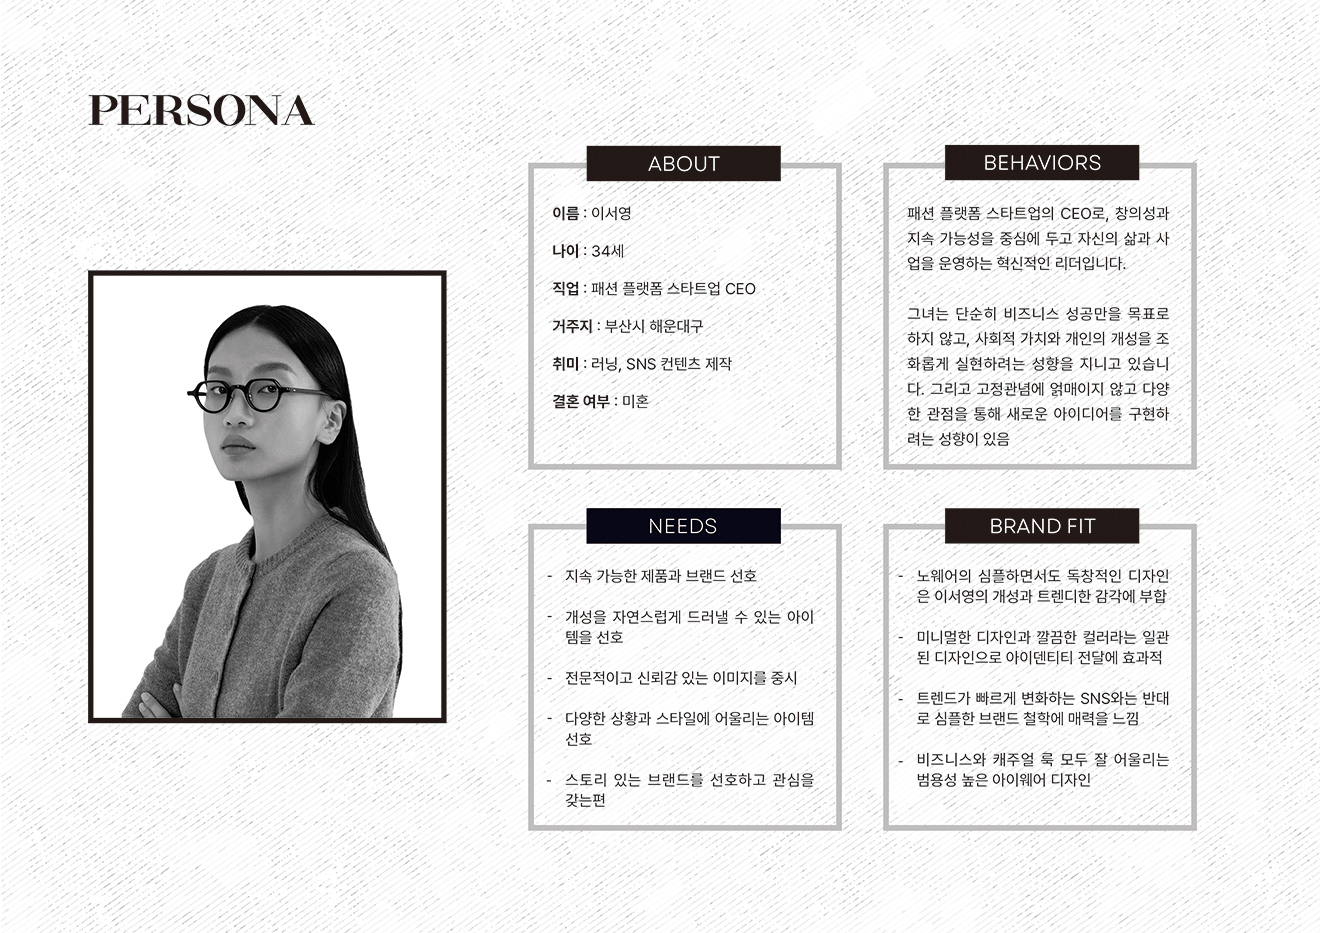 PERSONA
ABOUT
이름 : 이서영
나이 : 34세
직업 : 패션 플랫폼 스타트업 CEO
거주지 : 부산시 해운대구
취미 : 러닝, SNS 컨텐츠 제작
결혼 여부 : 미혼
BEHAVIORS
패션 플랫폼 스타트업의 CEO로, 창의성과
지속 가능성을 중심에 두고 자신의 삶과 사
업을 운영하는 혁신적인 리더입니다.
그녀는 단순히 비즈니스 성공만을 목표로
하지 않고, 사회적 가치와 개인의 개성을 조
화롭게 실현하려는 성향을 지니고 있습니
다. 그리고 고정관념에 얽매이지 않고 다양
한 관점을 통해 새로운 아이디어를 구현하
려는 성향이 있음
NEEDS
- 지속 가능한 제품과 브랜드 선호
- 개성을 자연스럽게 드러낼 수 있는 아이
템을 선호
- 전문적이고 신뢰감 있는 이미지를 중시
- 다양한 상황과 스타일에 어울리는 아이템
선호
- 스토리 있는 브랜드를 선호하고 관심을
갖는편
BRAND FIT
- 노웨어의 심플하면서도 독창적인 디자인
은 이서영의 개성과 트렌디한 감각에 부합
- 미니멀한 디자인과 깔끔한 컬러라는 일관
된 디자인으로 아이덴티티 전달에 효과적
- 트렌드가 빠르게 변화하는 SNS와는 반대
로 심플한 브랜드 철학에 매력을 느낌
- 비즈니스와 캐주얼 룩 모두 잘 어울리는
범용성 높은 아이웨어 디자인